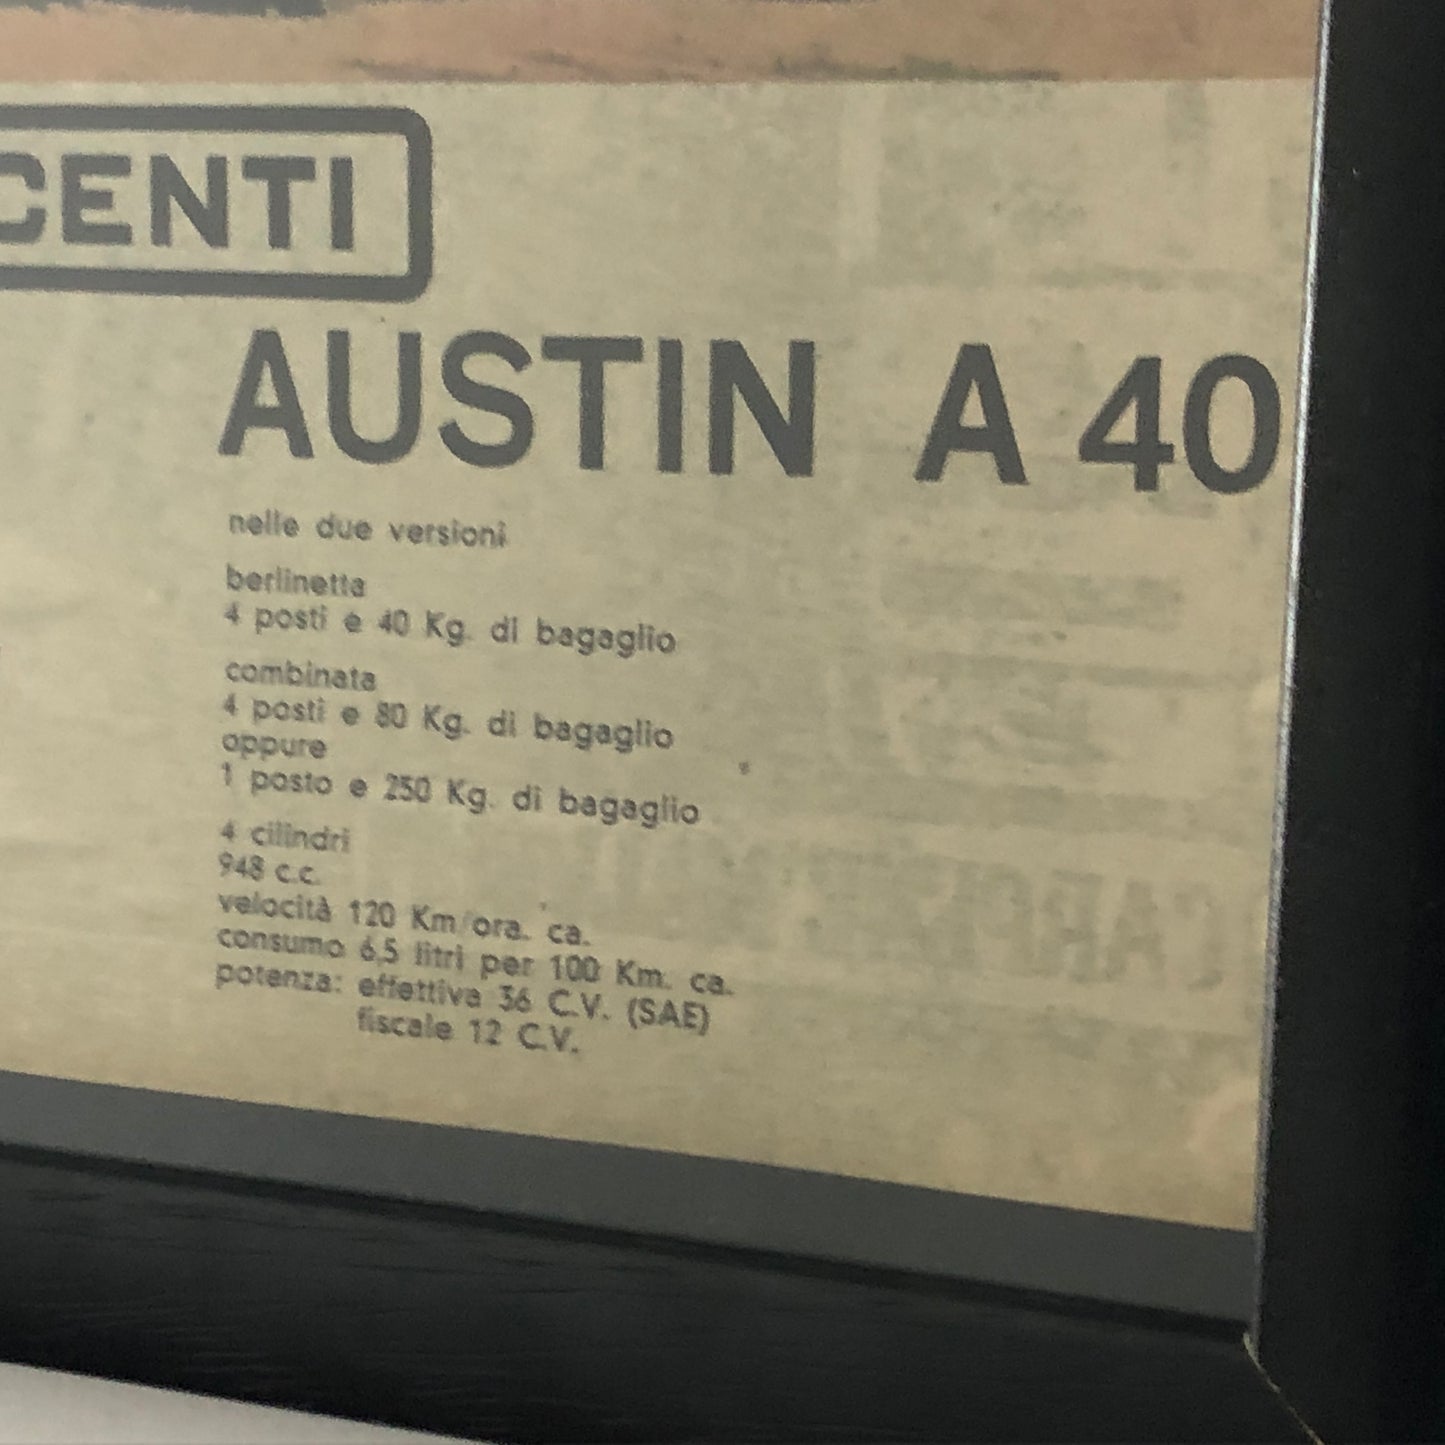 CENTI
AUSTIN A 40
nelle due versioni
berlinetta
4 posti e 40 Kg. di bagaglio
combinata
4 posti e 80 Kg. di bagaglio
oppure
1 posto e 250 Kg. di bagaglio
4 cilindri
948 c.c.
velocità 120 Km/ora. ca.
consumo 6,5 litri per 100 Km. ca.
potenza: effettiva 36 C.V. (SAE)
fiscale 12 C.V.